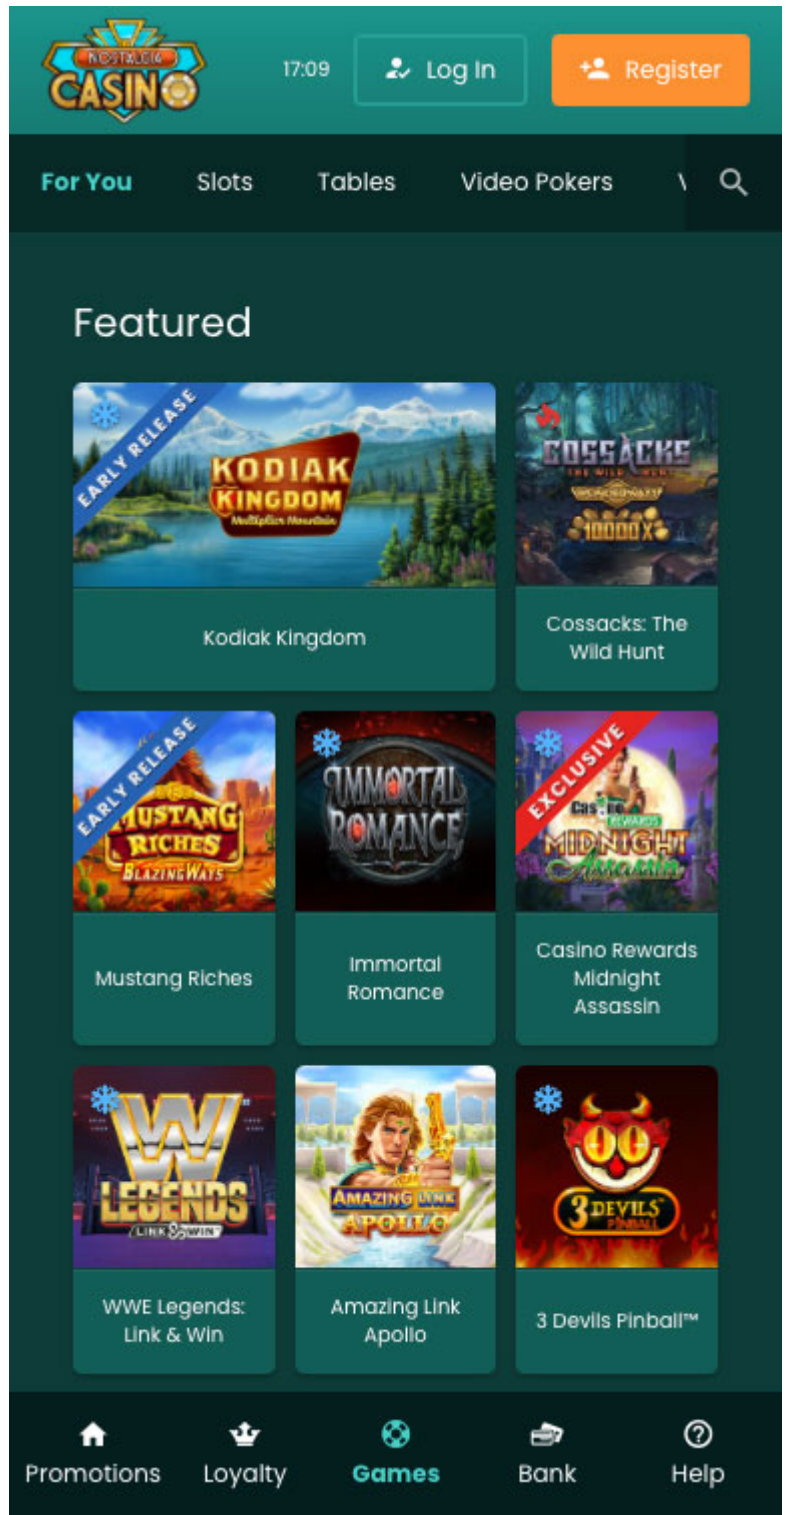 NOSTALGIA
CASINO
17:09
Log In
Register
For You
Slots
Tables
Video Pokers
Featured
EARLY RELEASE
KODIAK
KINGDOM
Multiplier Mountain
Kodiak Kingdom
COSSACKS
THE WILD HUNT
WONDERWAYS
10000X
Cossacks: The
Wild Hunt
EARLY RELEASE
MUSTANG
RICHES
BLAZINGWAYS
Mustang Riches
IMMORTAL
ROMANCE
Immortal
Romance
EXCLUSIVE
Casino
REWARDS
MIDNIGHT
Assassin
Casino Rewards
Midnight
Assassin
W
LEGENDS
LINK & WIN
WWE Legends:
Link & Win
AMAZING LINK
APOLLO
Amazing Link
Apollo
3 DEVILS
PINBALL
3 Devils Pinball™
Promotions
Loyalty
Games
Bank
Help